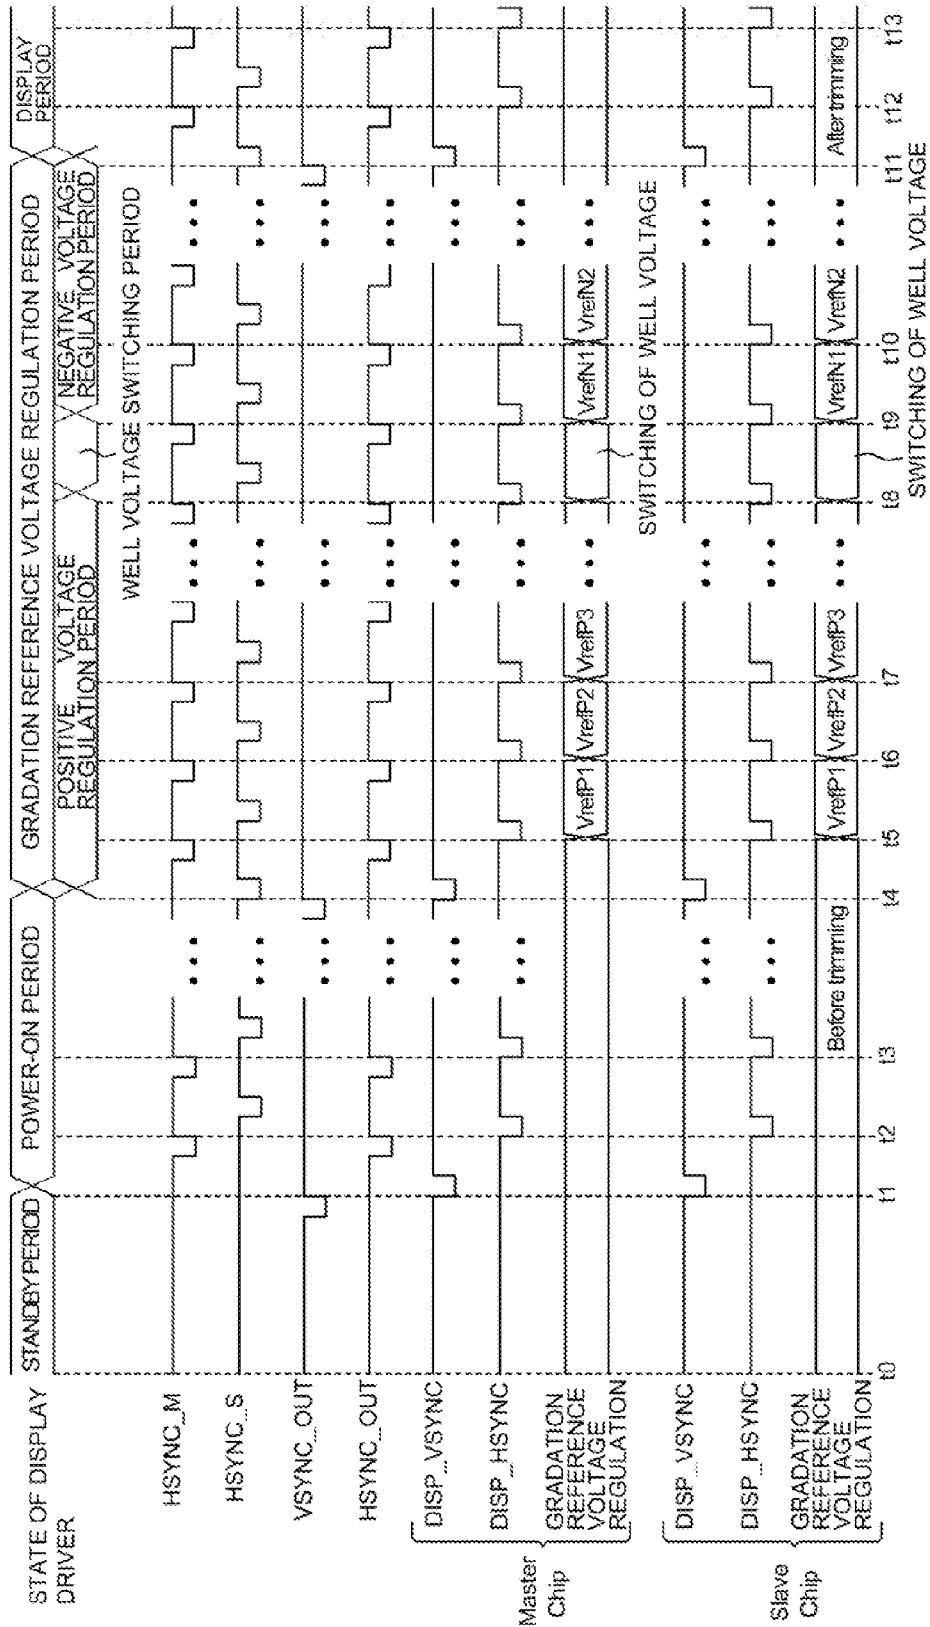 STATE OF DISPLAY
DRIVER
STANDBY PERIOD
POWER-ON PERIOD
GRADATION REFERENCE VOLTAGE REGULATION PERIOD
DISPLAY
PERIOD
POSITIVE VOLTAGE
REGULATION PERIOD
NEGATIVE VOLTAGE
REGULATION PERIOD
WELL VOLTAGE SWITCHING PERIOD
HSYNC_M
HSYNC_S
VSYNC_OUT
HSYNC_OUT
Master
Chip
DISP_VSYNC
DISP_HSYNC
GRADATION
REFERENCE
VOLTAGE
REGULATION
VrefP1
VrefP2
VrefP3
VrefN1
VrefN2
SWITCHING OF WELL VOLTAGE
Slave
Chip
DISP_VSYNC
DISP_HSYNC
GRADATION
REFERENCE
VOLTAGE
REGULATION
Before trimming
VrefP1
VrefP2
VrefP3
VrefN1
VrefN2
After trimming
t0
t1
t2
t3
t4
t5
t6
t7
t8
t9
t10
t11
t12
t13
SWITCHING OF WELL VOLTAGE